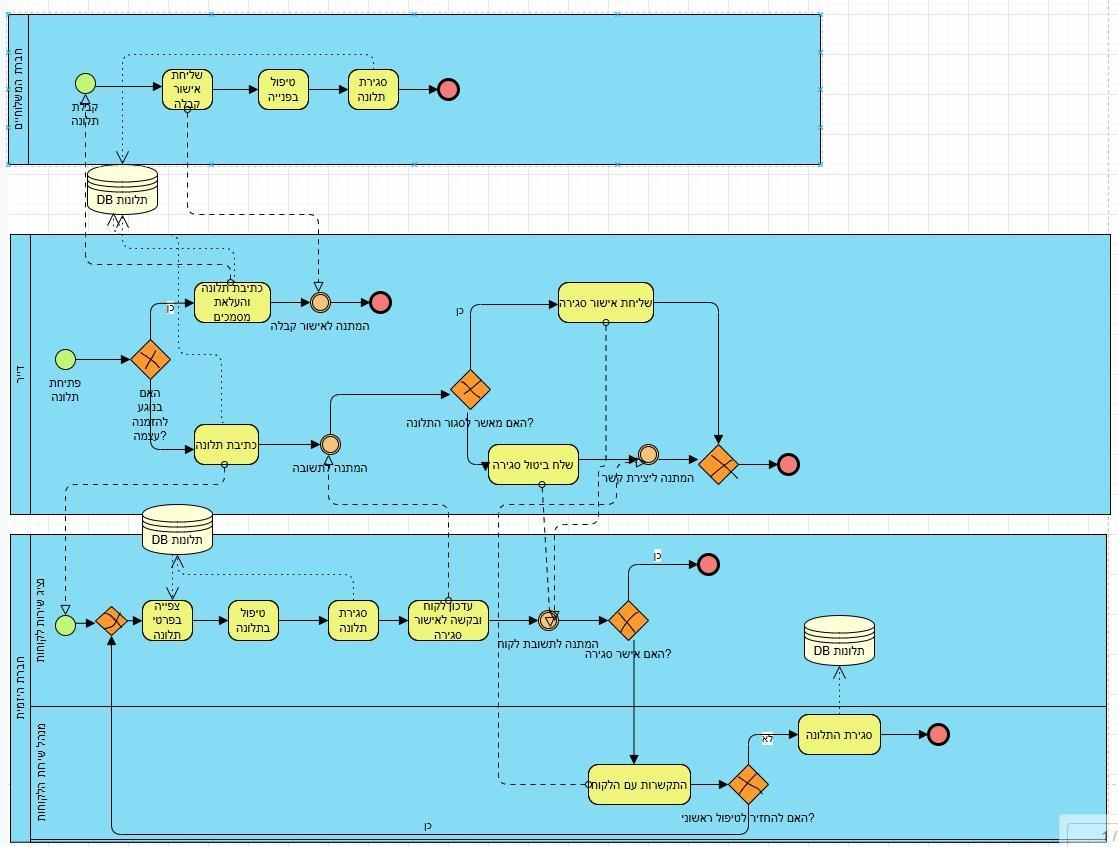 חברת המשלוחיים
קבלת
תלונה
שליחת
אישור
קבלה
טיפול
בפנייה
סגירת
תלונה
תלונות DB
דייר
פתיחת
תלונה
האם
בנוגע
להזמנה
עצמה?
כן
כתיבת תלונה
והעלאת
מסמכים
המתנה לאישור קבלה
כתיבת תלונה
המתנה לתשובה
האם מאשר לסגור התלונה?
כן
שליחת אישור סגירה
שלח ביטול סגירה
המתנה ליצירת קשר
תלונות DB
חברת היזמית
נציג שירות לקוחות
צפייה
בפרטי
תלונה
טיפול
בתלונה
סגירת
תלונה
עדכון לקוח
ובקשה לאישור
סגירה
המתנה לתשובת לקוח
האם אישר סגירה?
כן
תלונות DB
מנהל שיחת הלקוחות
התקשרות עם הלקוח
האם להחזיר לטיפול ראשוני?
לא
סגירת התלונה
כן
1 /